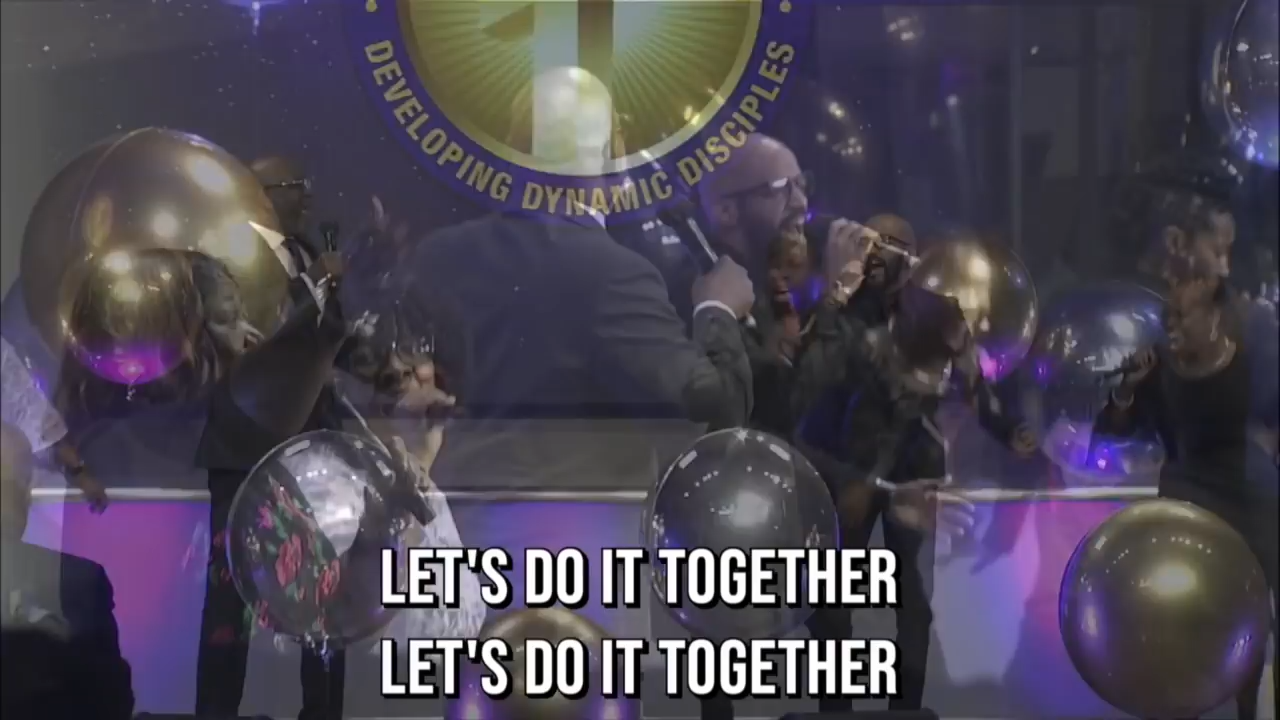 DEVELOPING DYNAMIC DISCIPLES
LET'S DO IT TOGETHER
LET'S DO IT TOGETHER